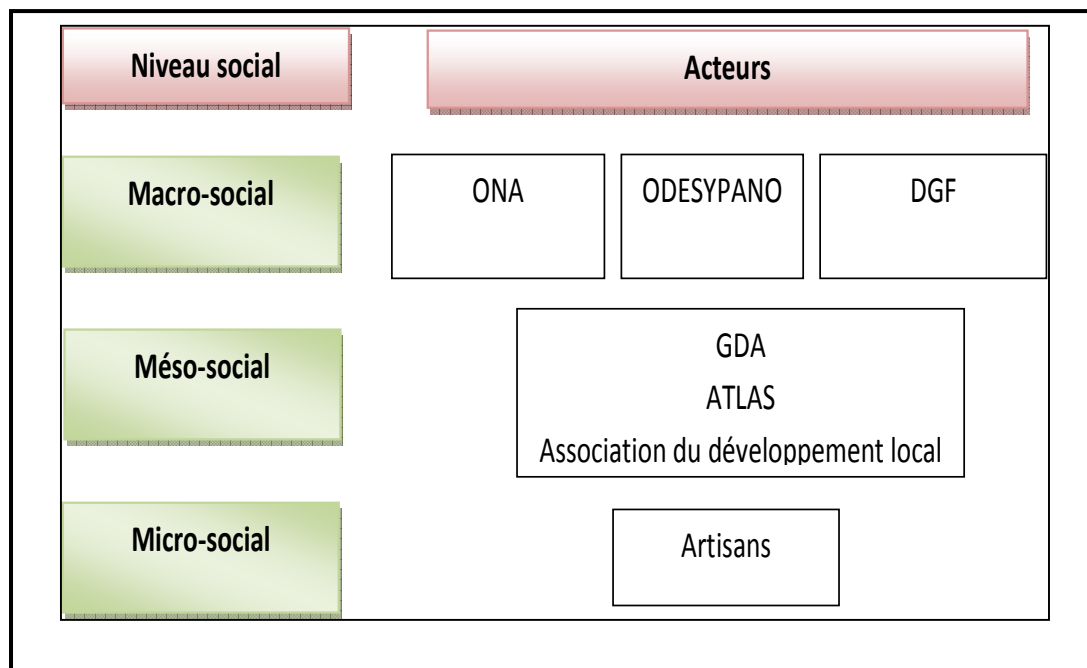 Niveau social
Acteurs
Macro-social
ONA
ODESYPANO
DGF
Méso-social
GDA
ATLAS
Association du développement local
Micro-social
Artisans